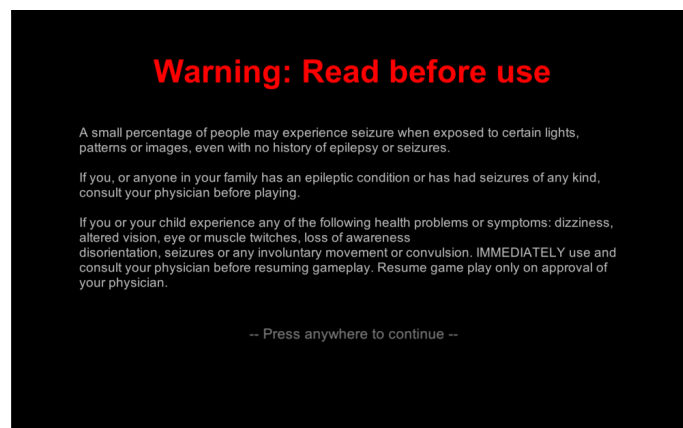 Warning: Read before use
A small percentage of people may experience seizure when exposed to certain lights,
patterns or images, even with no history of epilepsy or seizures.
If you, or anyone in your family has an epileptic condition or has had seizures of any kind,
consult your physician before playing.
If you or your child experience any of the following health problems or symptoms: dizziness,
altered vision, eye or muscle twitches, loss of awareness
disorientation, seizures or any involuntary movement or convulsion. IMMEDIATELY use and
consult your physician before resuming gameplay. Resume game play only on approval of
your physician.
-- Press anywhere to continue --